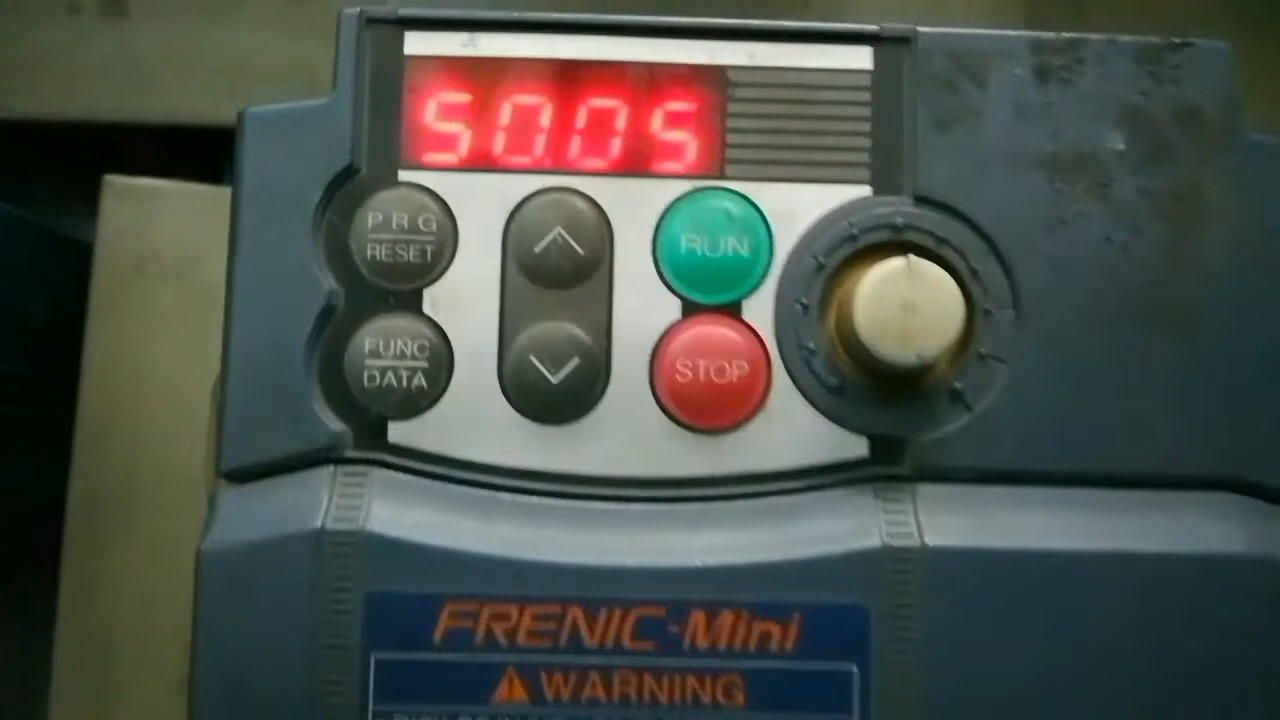 50.05
PRG
RESET
RUN
FUNC
DATA
STOP
FRENIC-Mini
WARNING